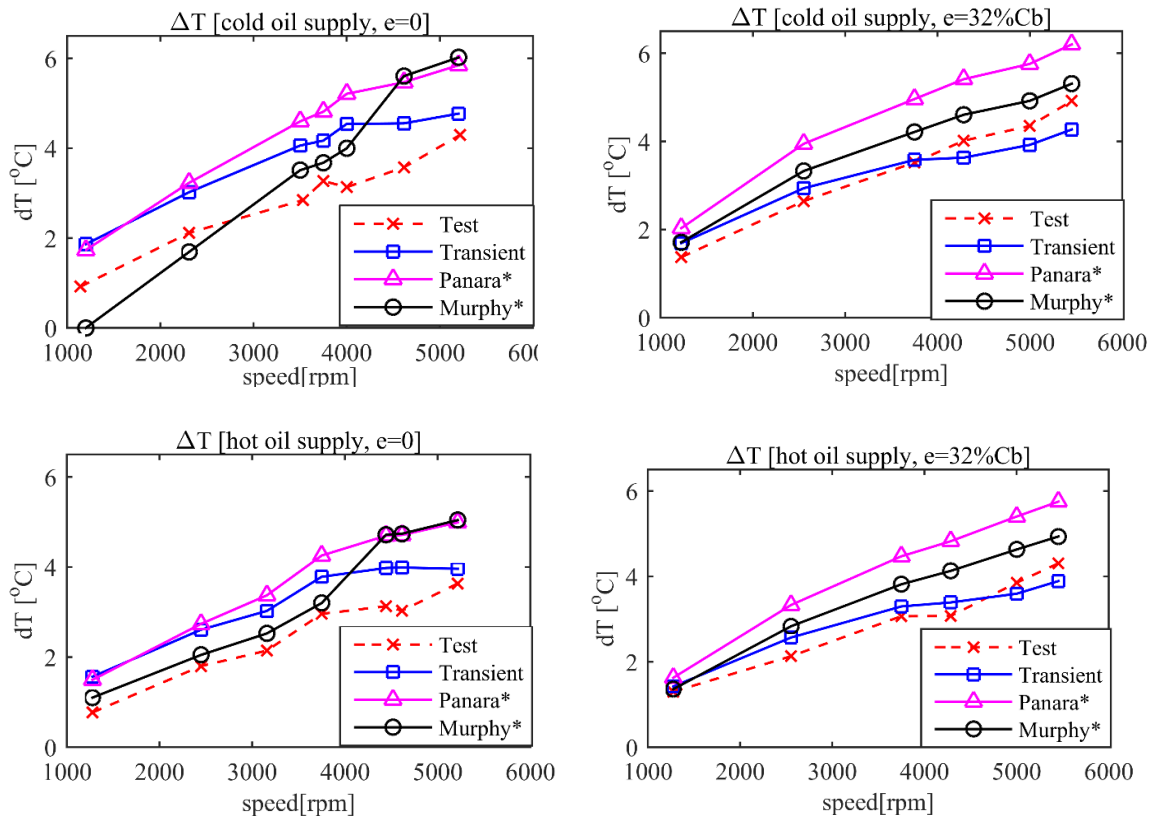 ΔT [cold oil supply, e=0]
6
4
2
0
dT [°C]
1000 2000 3000 4000 5000 6000
speed[rpm]
Test
Transient
Panara*
Murphy*
ΔT [cold oil supply, e=32%Cb]
6
4
2
0
dT [°C]
1000 2000 3000 4000 5000 6000
speed[rpm]
Test
Transient
Panara*
Murphy*
ΔT [hot oil supply, e=0]
6
4
2
0
dT [°C]
1000 2000 3000 4000 5000 6000
speed[rpm]
Test
Transient
Panara*
Murphy*
ΔT [hot oil supply, e=32%Cb]
6
4
2
0
dT [°C]
1000 2000 3000 4000 5000 6000
speed[rpm]
Test
Transient
Panara*
Murphy*